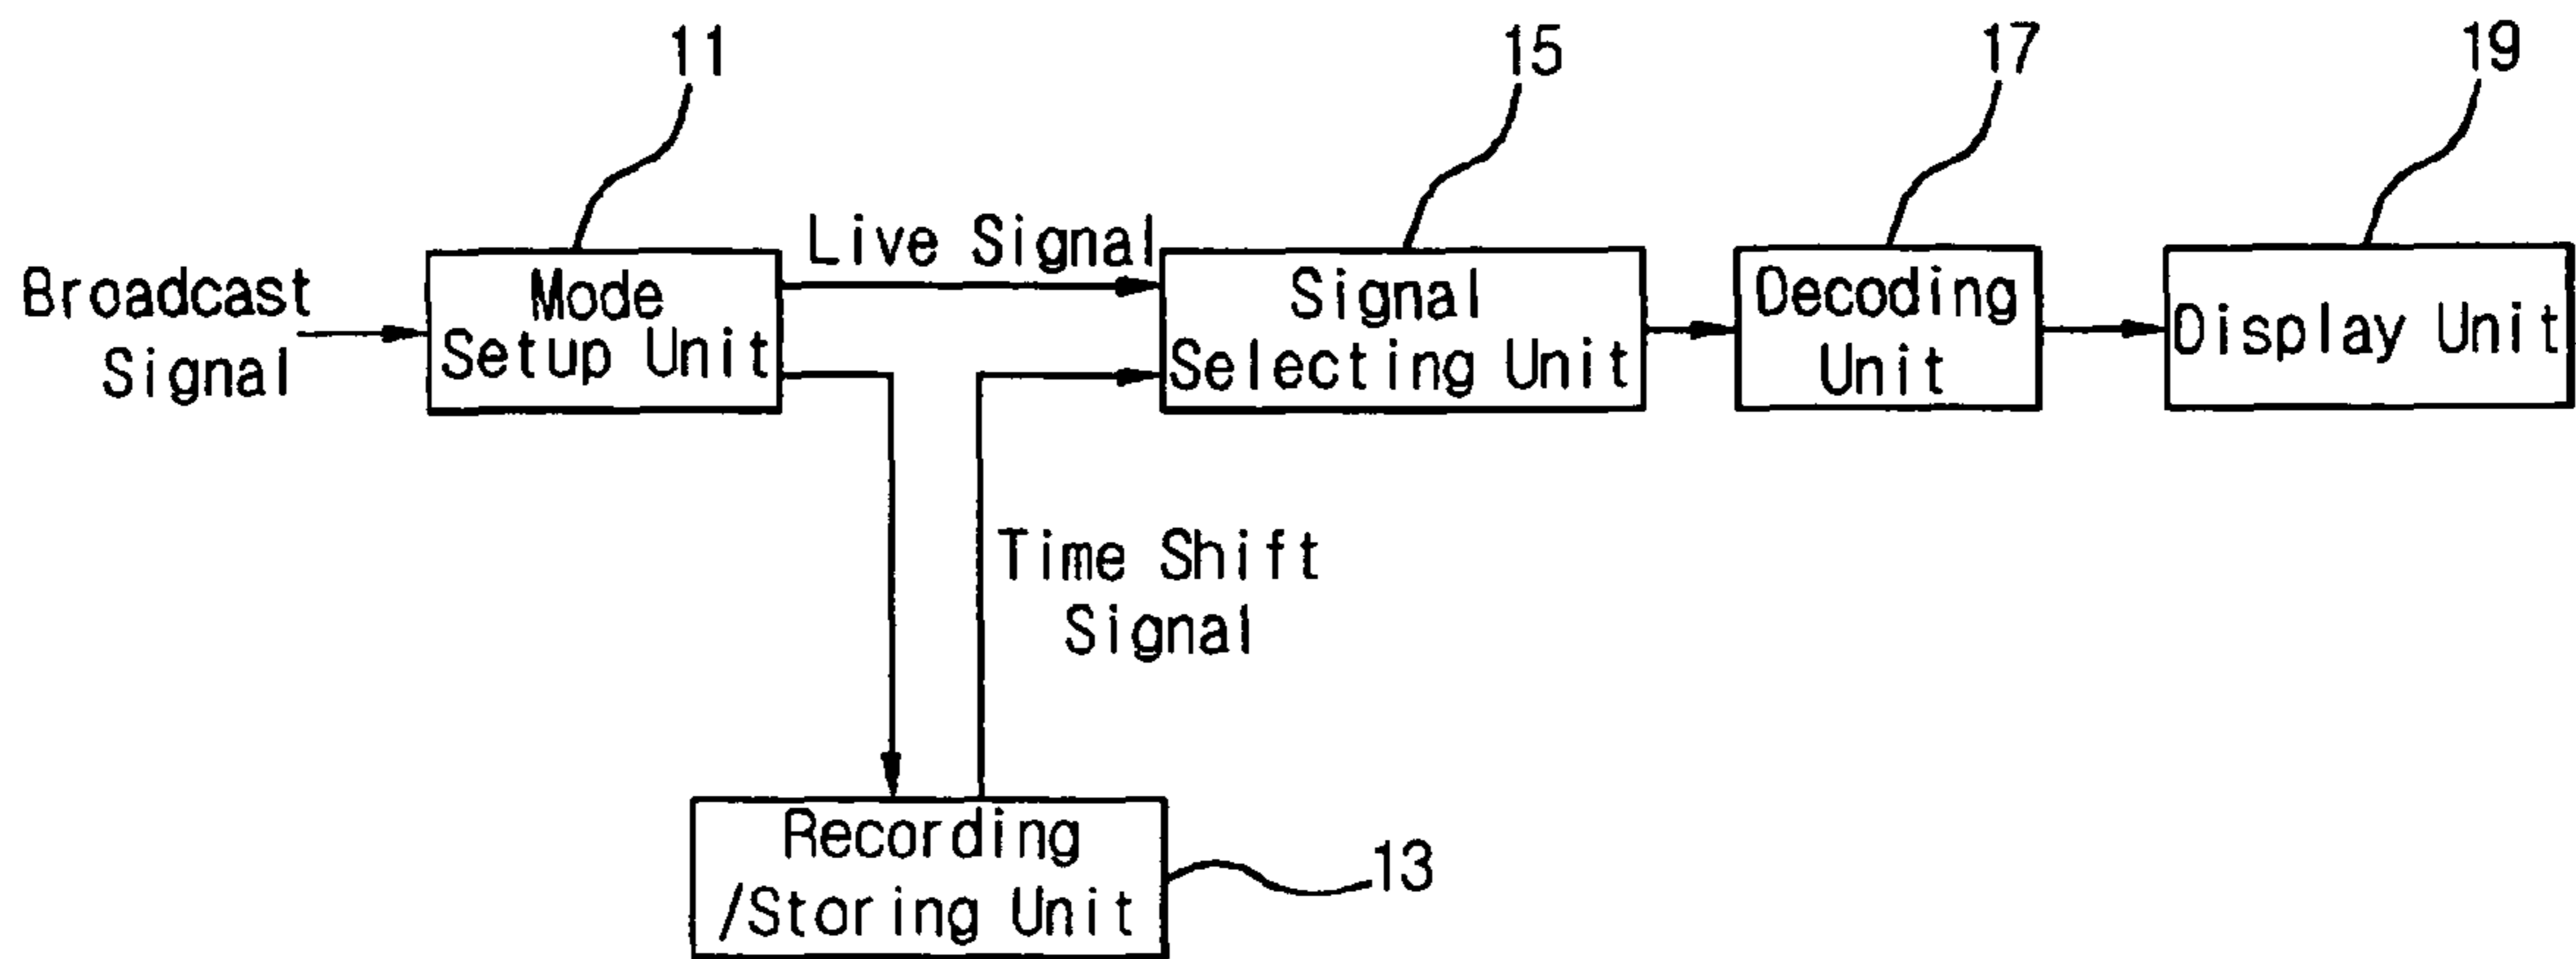 11
15
17
19
Broadcast
Signal
Mode
Setup Unit
Live Signal
Signal
Selecting Unit
Decoding
Unit
Display Unit
Time Shift
Signal
Recording
/Storing Unit
13